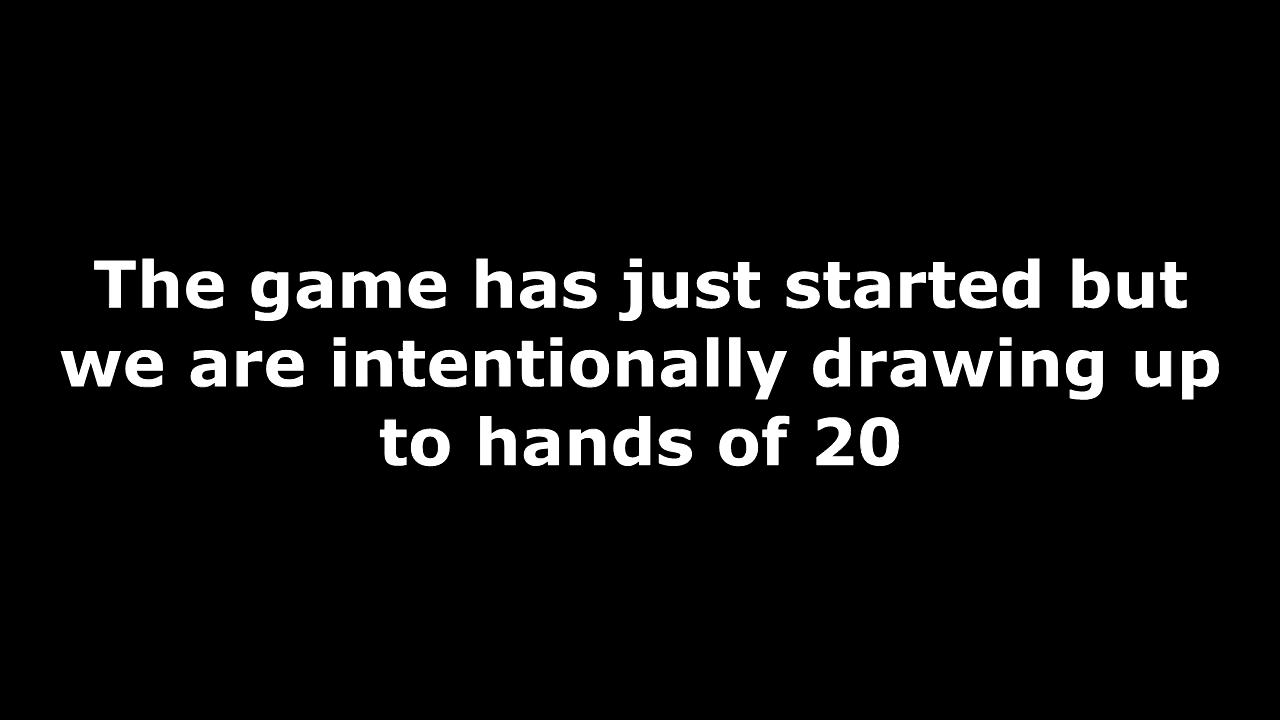 The game has just started but
we are intentionally drawing up
to hands of 20